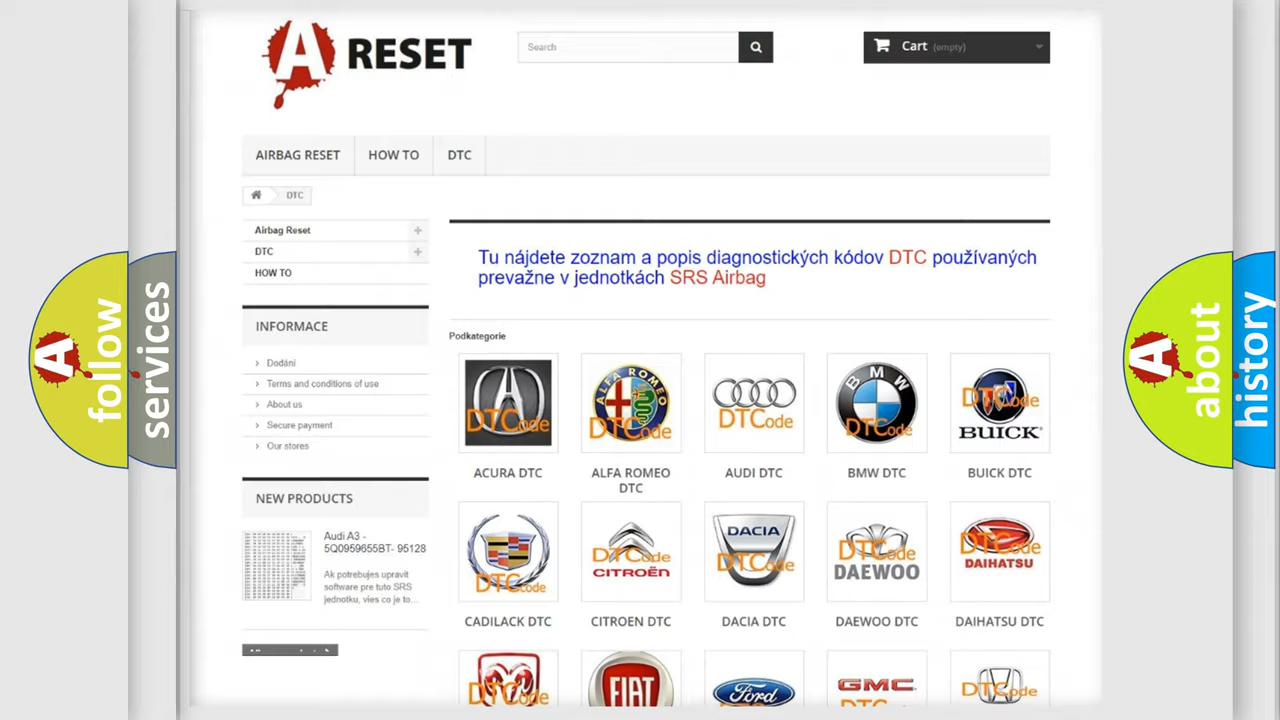 A RESET
Search
Cart (empty)
AIRBAG RESET
HOW TO
DTC
DTC
Airbag Reset
DTC
HOW TO
INFORMACE
Dodání
Terms and conditions of use
About us
Secure payment
Our stores
NEW PRODUCTS
Audi A3 -
5Q0959655BT- 95128
Ak potrebujes upravit
software pre tuto SRS
jednotku, vies co je to...
Tu nájdete zoznam a popis diagnostických kódov DTC používaných
prevažne v jednotkách SRS Airbag
Podkategorie
DTCode
ALFA ROMEO
DTCode
DTCode
BMW
DTCode
DTCode
BUICK
ACURA DTC
ALFA ROMEO
DTC
AUDI DTC
BMW DTC
BUICK DTC
DTCode
DTCode
CITROËN
DACIA
DTCode
DTCode
DAEWOO
DTCode
DAIHATSU
CADILACK DTC
CITROEN DTC
DACIA DTC
DAEWOO DTC
DAIHATSU DTC
DTCode
FIAT
Ford
GMC
DTCode
A follow
services
A about
history